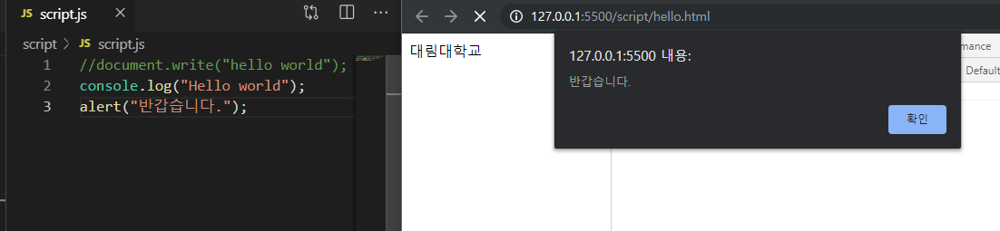 JS script.js
script > JS script.js
1 //document.write("hello world");
2 console.log("Hello world");
3 alert("반갑습니다.");
127.0.0.1:5500/script/hello.html
대림대학교
127.0.0.1:5500 내용:
반갑습니다.
확인
mance
Default